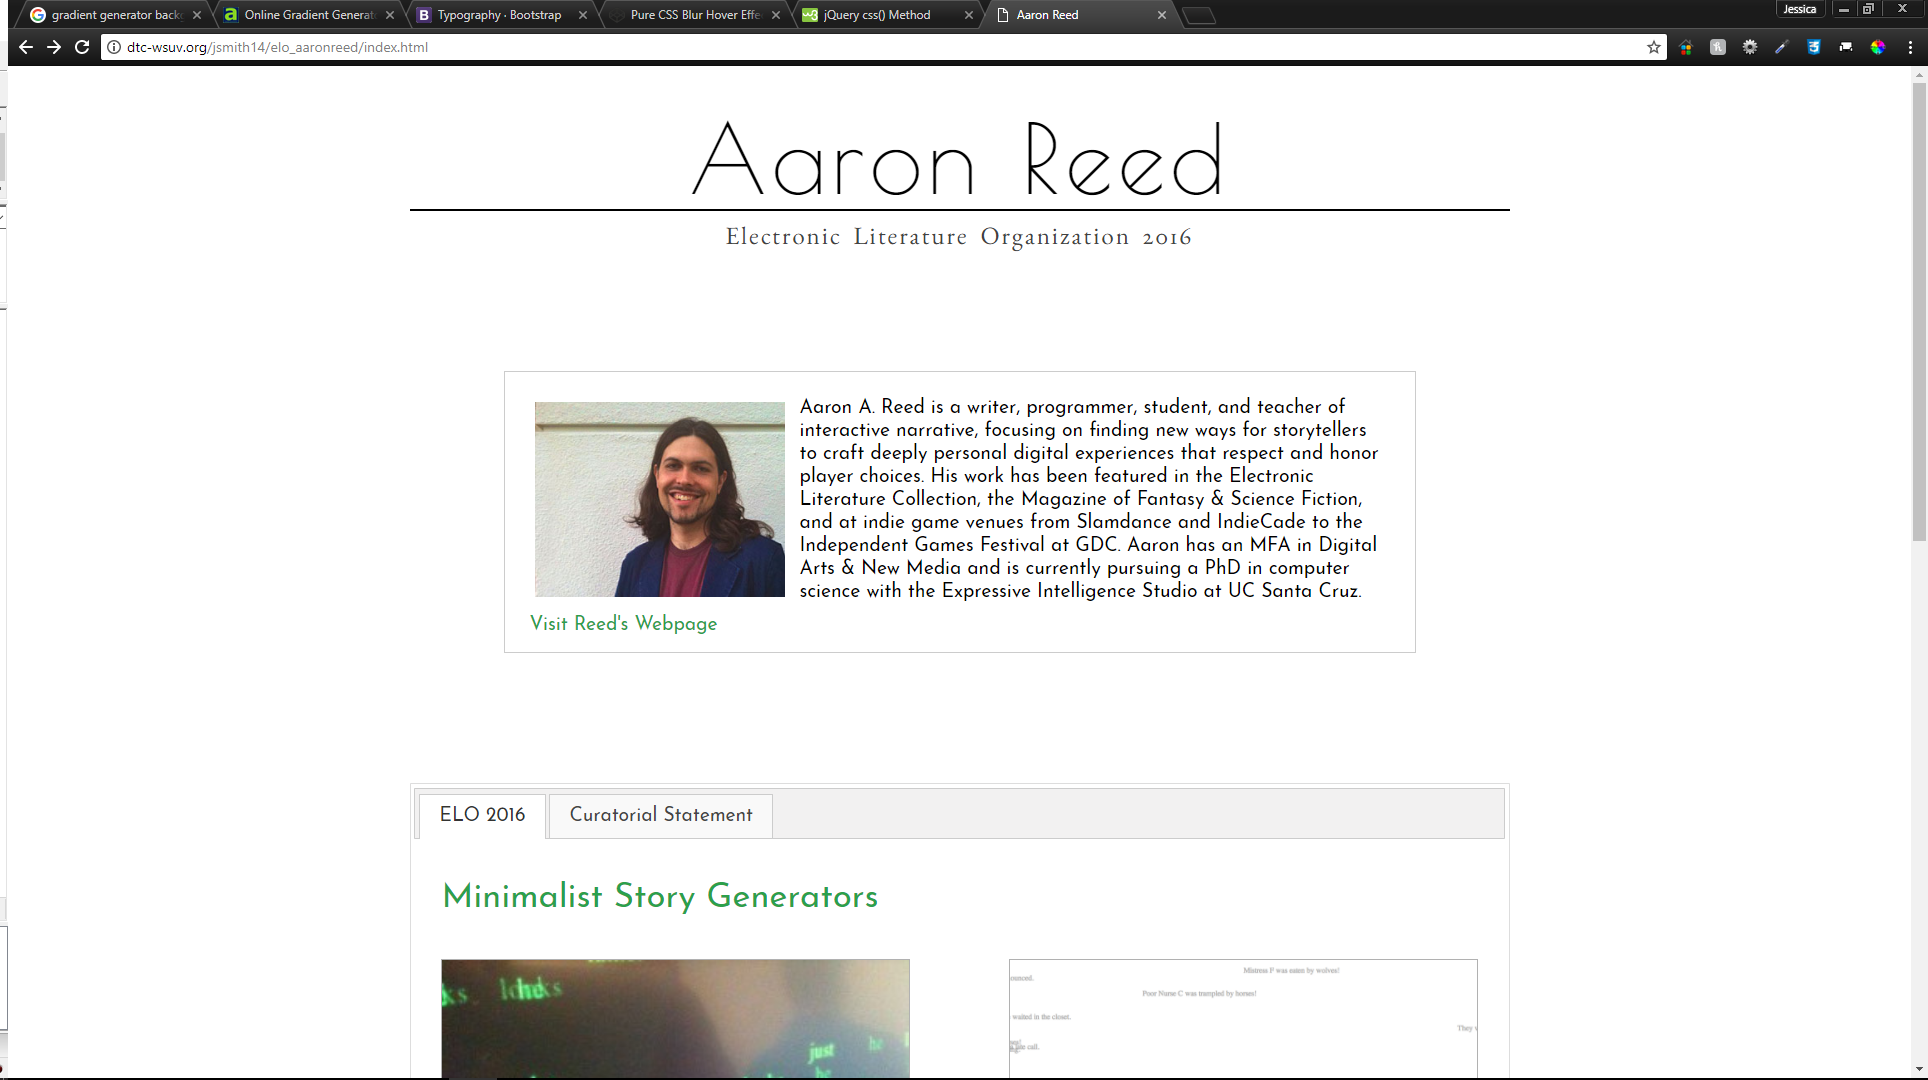 gradient generator back
Online Gradient Generat
Typography · Bootstrap
Pure CSS Blur Hover Effe
jQuery css() Method
Aaron Reed
Jessica
dtc-wsuv.org/jsmith14/elo_aaronreed/index.html
Aaron Reed
Electronic Literature Organization 2016
Aaron A. Reed is a writer, programmer, student, and teacher of
interactive narrative, focusing on finding new ways for storytellers
to craft deeply personal digital experiences that respect and honor
player choices. His work has been featured in the Electronic
Literature Collection, the Magazine of Fantasy & Science Fiction,
and at indie game venues from Slamdance and IndieCade to the
Independent Games Festival at GDC. Aaron has an MFA in Digital
Arts & New Media and is currently pursuing a PhD in computer
science with the Expressive Intelligence Studio at UC Santa Cruz.
Visit Reed's Webpage
ELO 2016
Curatorial Statement
Minimalist Story Generators
he
just
he
he
Mistress P was eaten by wolves!
ounced.
Poor Nurse C was trampled by horses!
waited in the closet.
They
call.